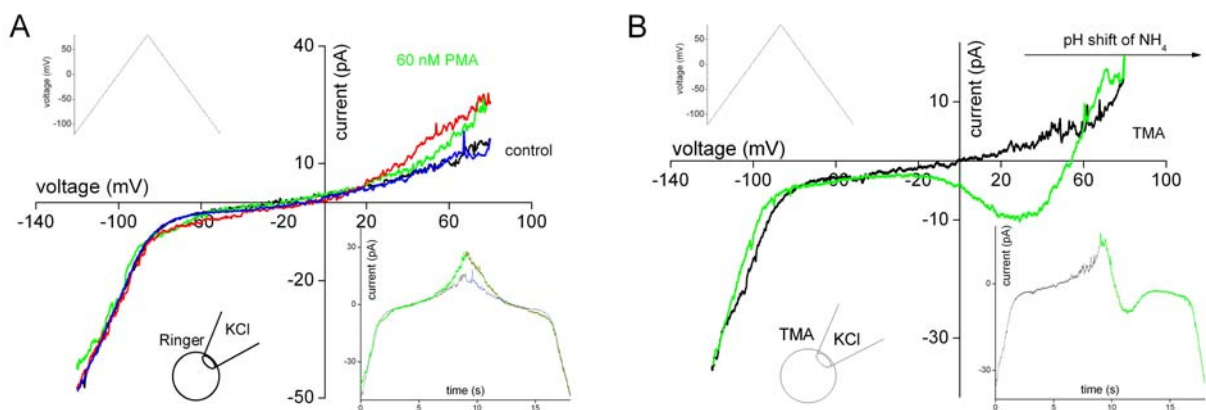 A
voltage (mV)
50
0
-50
-100
current (pA)
40
10
-20
-50
60 nM PMA
control
voltage (mV)
-140
-100
-60
-20
20
60
100
Ringer
KCl
current (pA)
30
0
-30
0
5
10
15
time (s)
B
voltage (mV)
50
0
-50
-100
current (pA)
10
-10
-30
pH shift of NH4
TMA
voltage (mV)
-140
-100
-60
-20
20
60
100
TMA
KCl
current (pA)
0
-30
0
5
10
15
time (s)